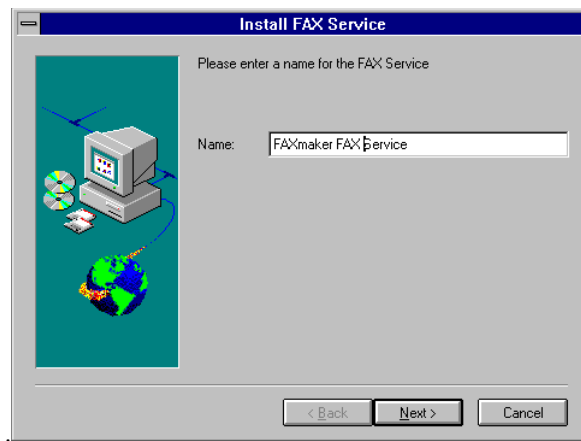 Install FAX Service
Please enter a name for the FAX Service
Name: FAXmaker FAX Service
< Back Next > Cancel